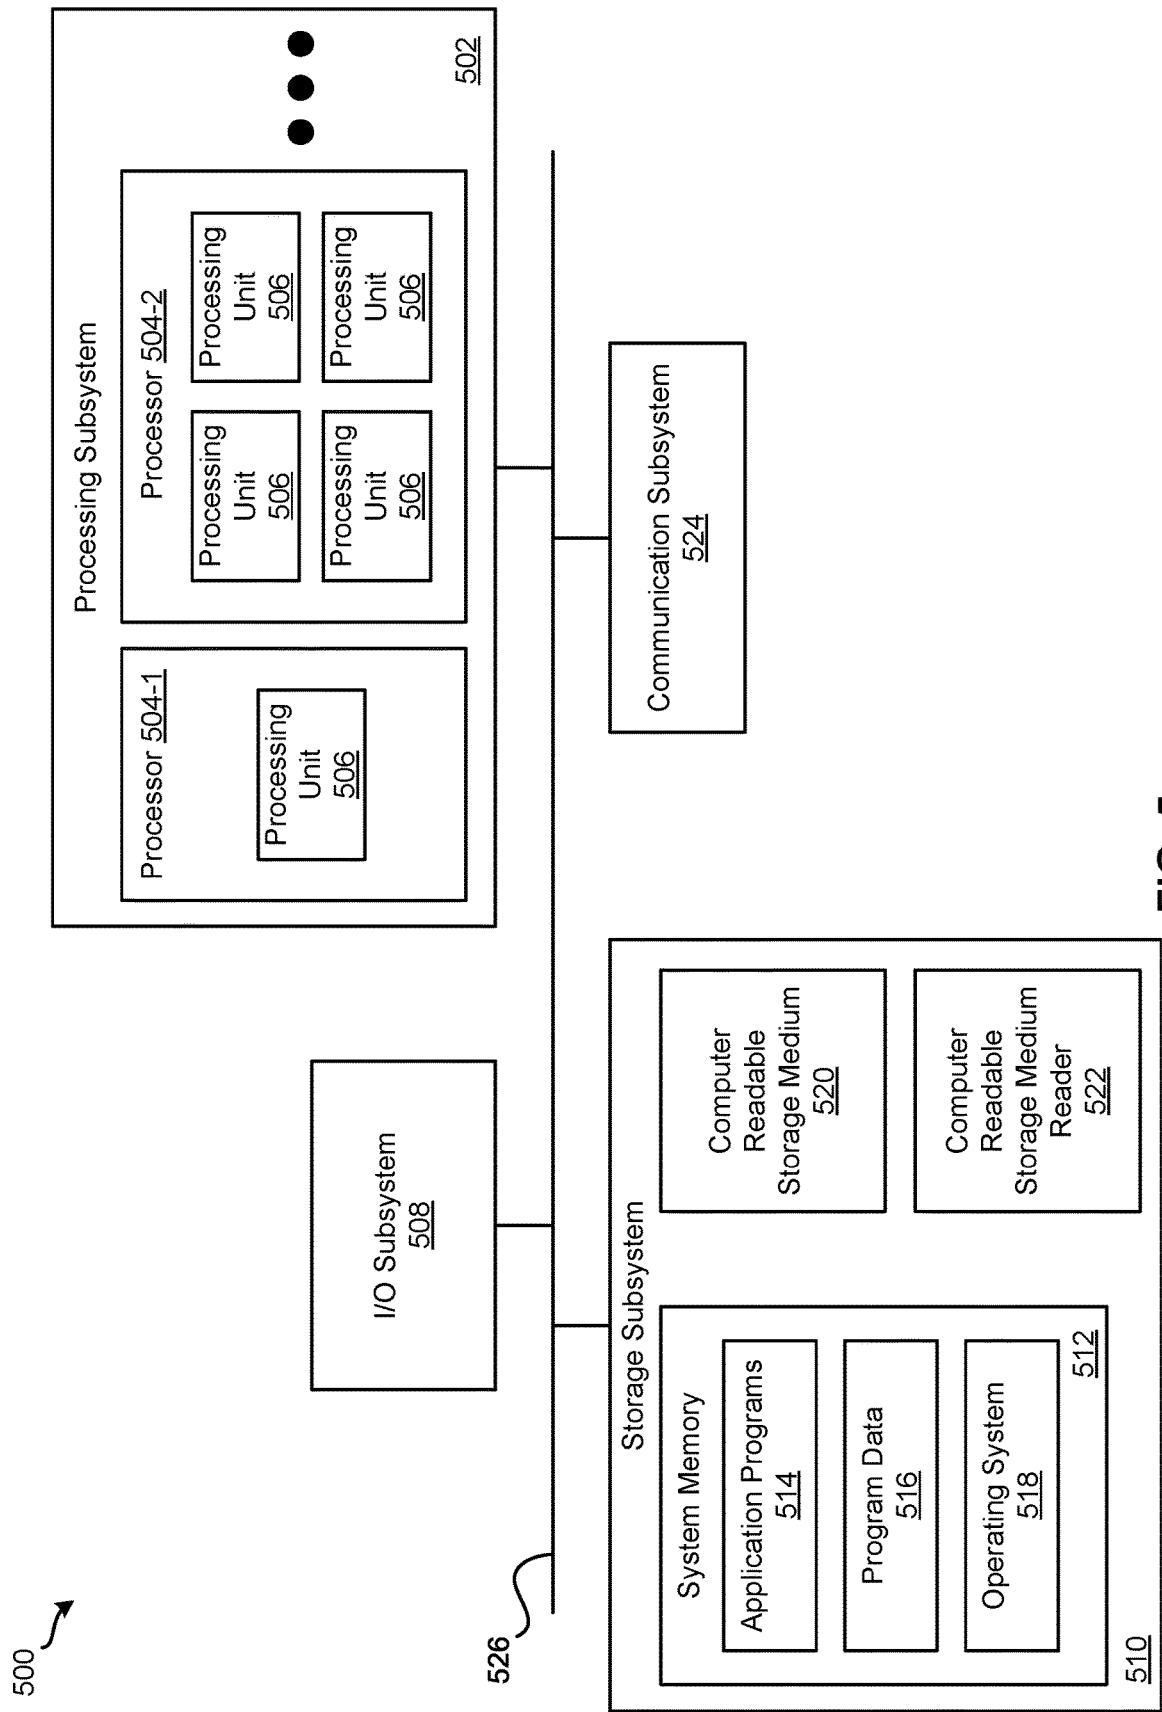 500
Processing Subsystem
Processor 504-1
Processing
Unit
506
Processor 504-2
Processing
Unit
506
Processing
Unit
506
Processing
Unit
506
Processing
Unit
506
502
I/O Subsystem
508
526
Storage Subsystem
System Memory
Application Programs
514
Program Data
516
Operating System
518
512
Computer
Readable
Storage Medium
520
Computer
Readable
Storage Medium
Reader
522
510
Communication Subsystem
524